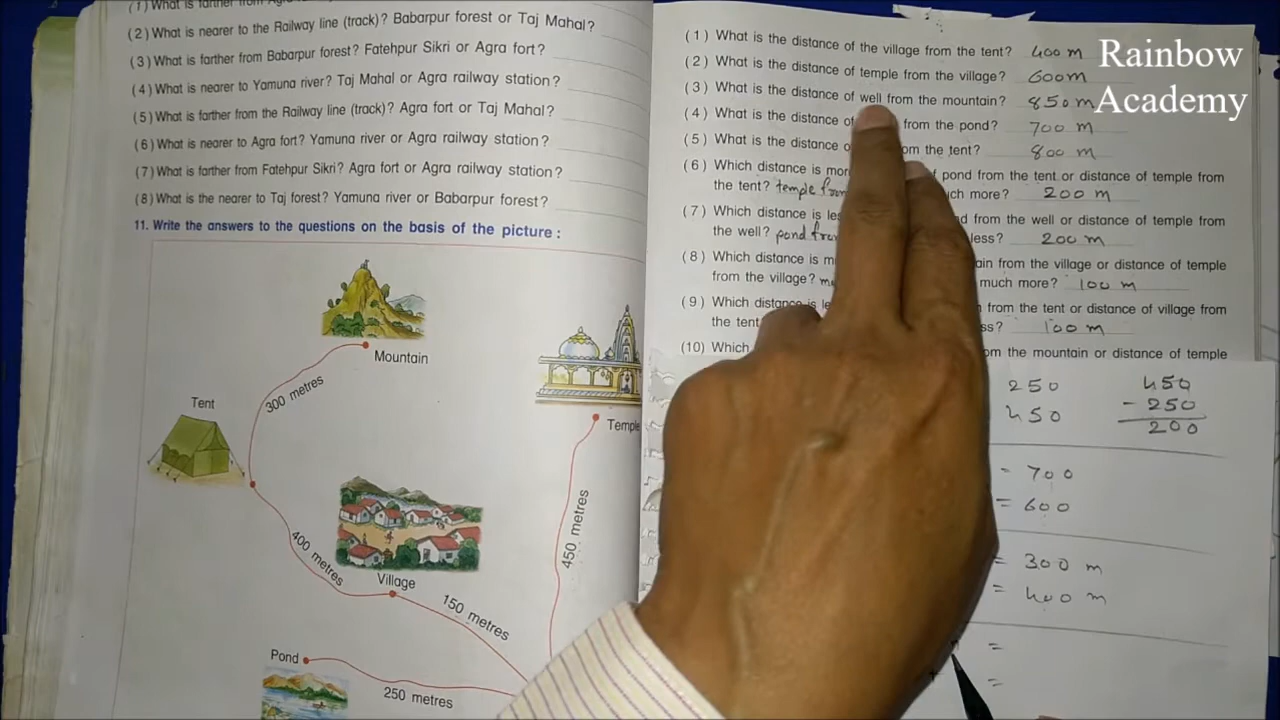 (1) What is farther from Agra
(2) What is nearer to the Railway line (track)? Babarpur forest or Taj Mahal?
(3) What is farther from Babarpur forest? Fatehpur Sikri or Agra fort?
(4) What is nearer to Yamuna river? Taj Mahal or Agra railway station?
(5) What is farther from the Railway line (track)? Agra fort or Taj Mahal?
(6) What is nearer to Agra fort? Yamuna river or Agra railway station?
(7) What is farther from Fatehpur Sikri? Agra fort or Agra railway station?
(8) What is the nearer to Taj forest? Yamuna river or Babarpur forest?
11. Write the answers to the questions on the basis of the picture :
Mountain
300 metres
Tent
Temple
450 metres
400 metres
Village
150 metres
Pond
250 metres
(1) What is the distance of the village from the tent? 400 m
(2) What is the distance of temple from the village? 600 m
(3) What is the distance of well from the mountain? 850 m
(4) What is the distance of from the pond? 700 m
(5) What is the distance from the tent? 800 m
(6) Which distance is pond from the tent or distance of temple from
the tent? temple more? 200 m
(7) Which distance is from the well or distance of temple from
the well? pond less? 200 m
(8) Which distance is from the village or distance of temple
from the village? much more? 100 m
(9) Which distance is from the tent or distance of village from
the tent 100 m
(10) Which from the mountain or distance of temple
250
450
450
- 250
200
= 700
= 600
= 300 m
= 400 m
=
=
Rainbow
Academy